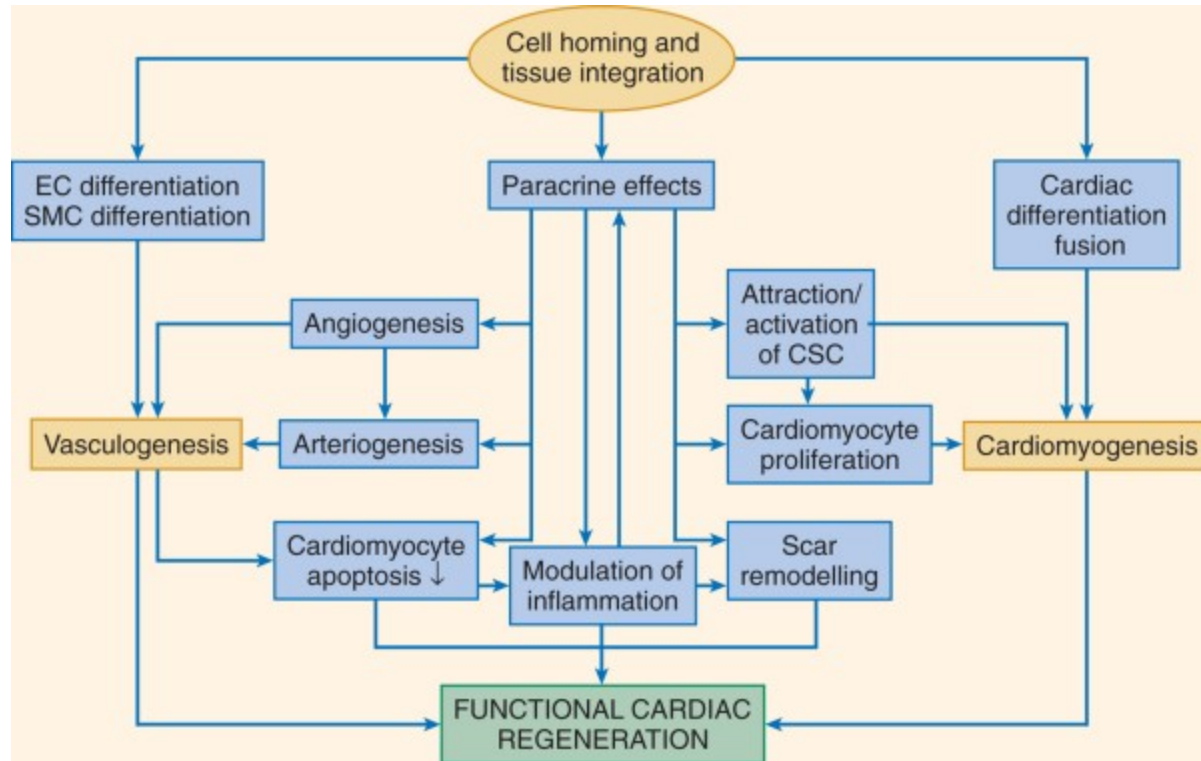 Cell homing and
tissue integration
EC differentiation
SMC differentiation
Paracrine effects
Cardiac
differentiation
fusion
Angiogenesis
Attraction/
activation
of CSC
Vasculogenesis
Arteriogenesis
Cardiomyocyte
proliferation
Cardiomyogenesis
Cardiomyocyte
apoptosis ↓
Modulation of
inflammation
Scar
remodelling
FUNCTIONAL CARDIAC
REGENERATION